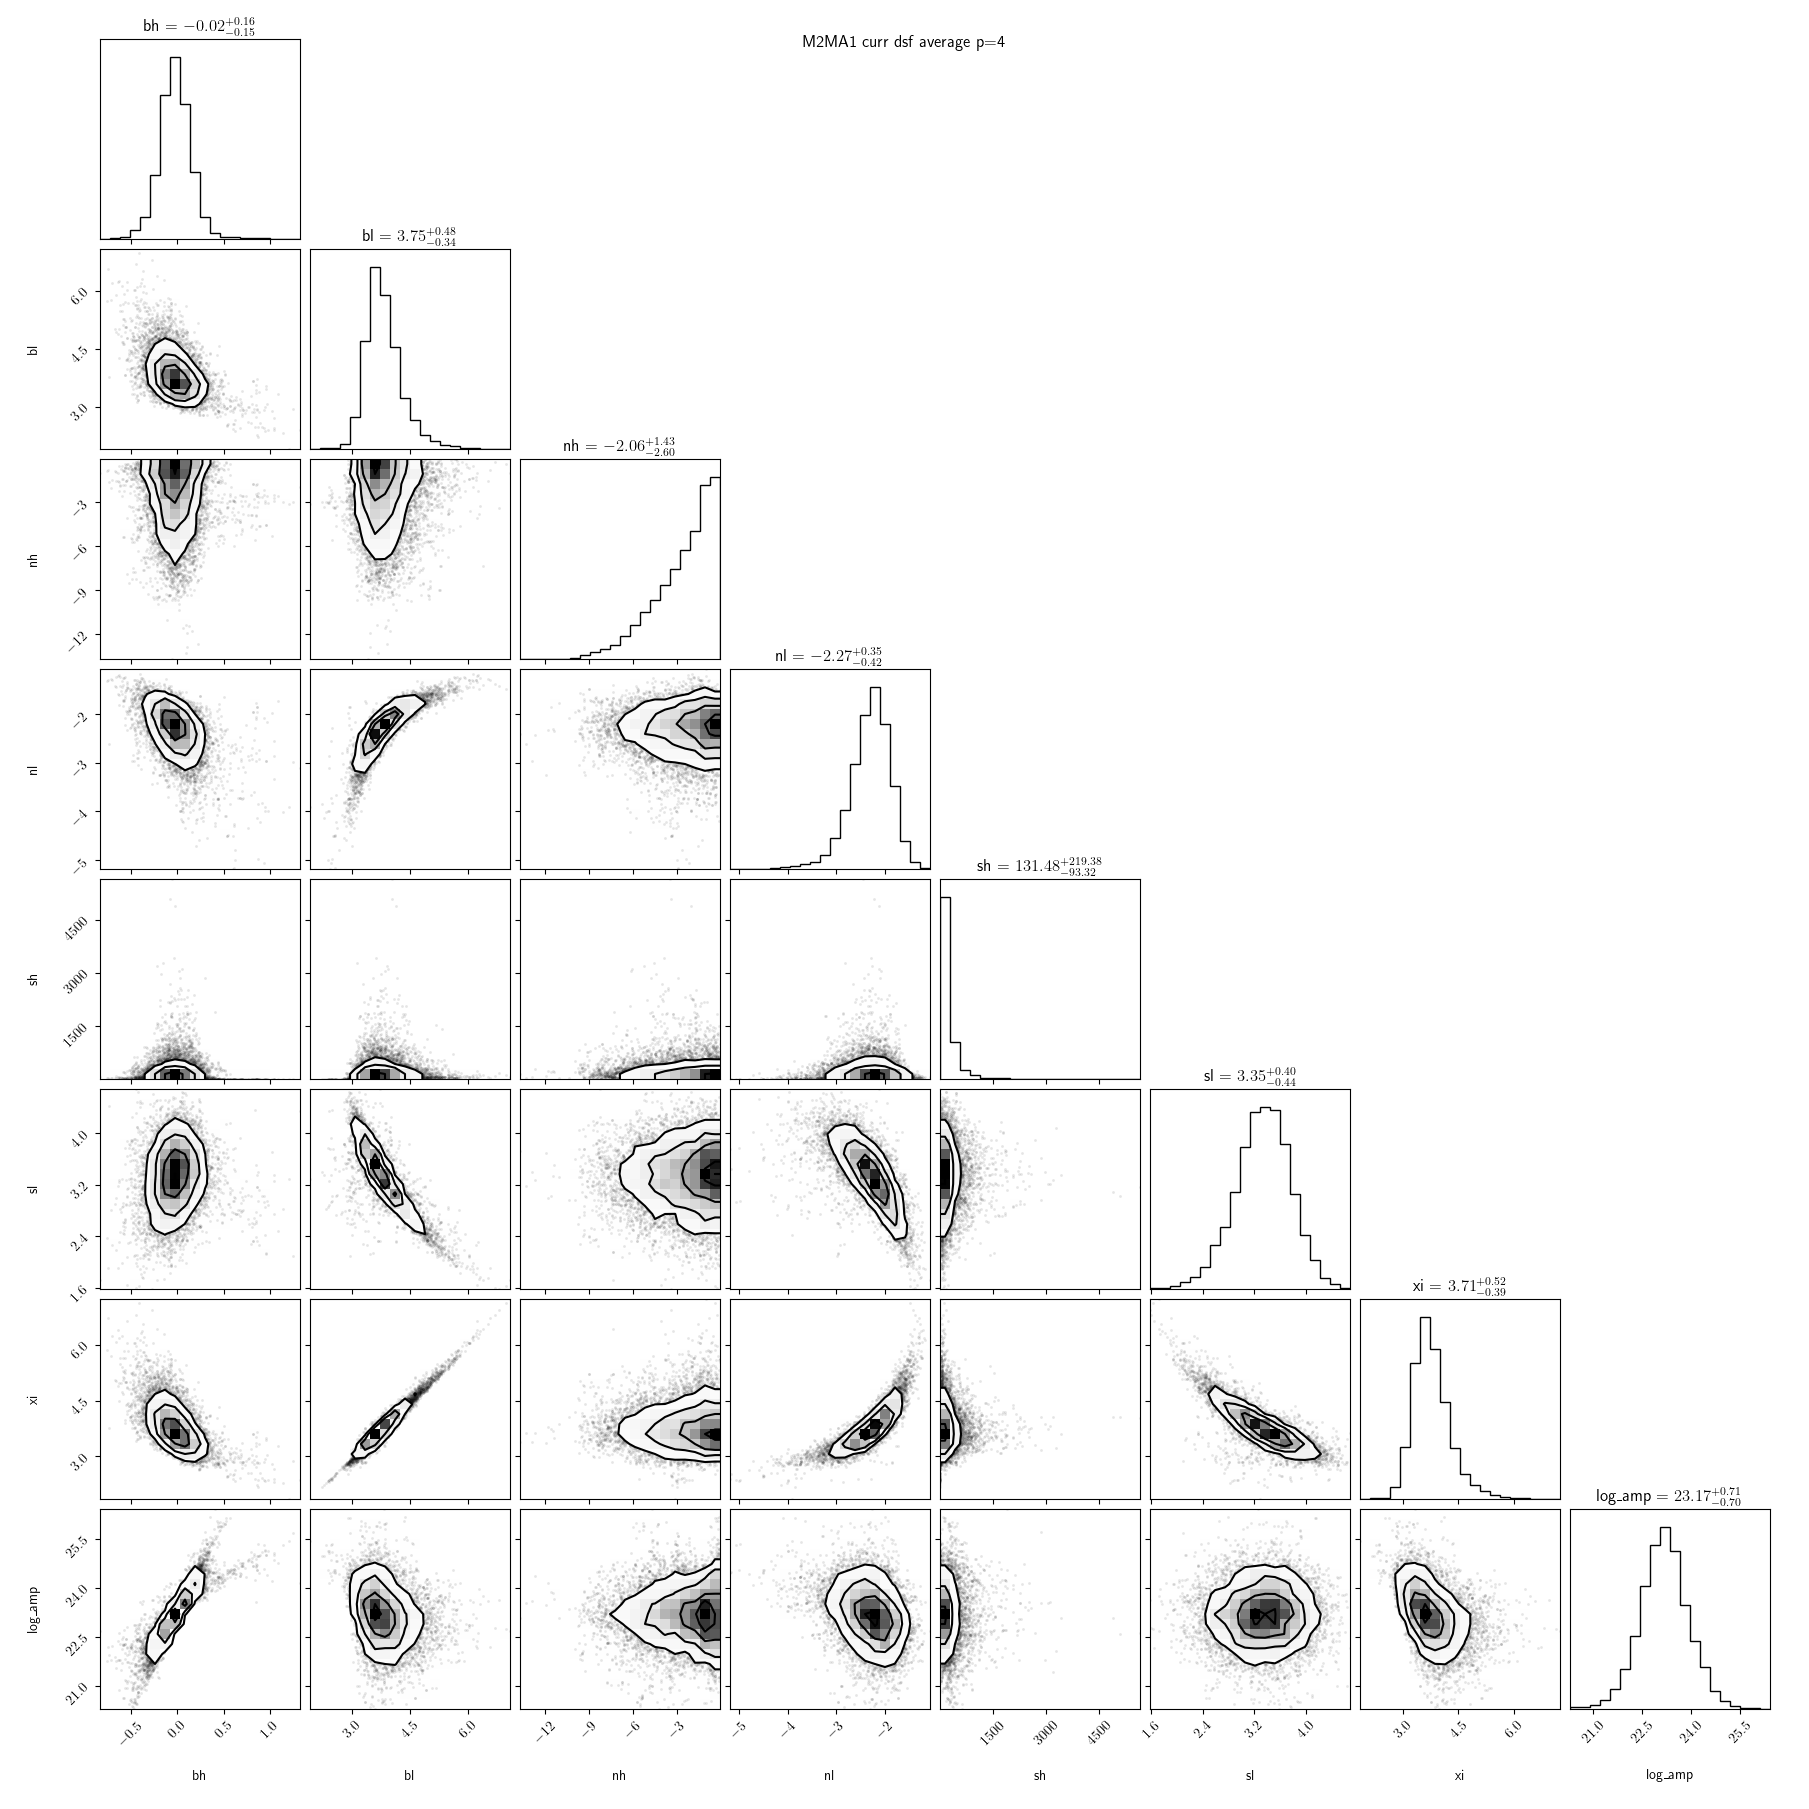 M2MA1 curr dsf average p=4
bh = −0.02+0.16 −0.15
bl = 3.75+0.48 −0.34
bl
6.0
4.5
3.0
nh = −2.06+1.43 −2.60
nh
−3
−6
−9
−12
nl = −2.27+0.35 −0.42
nl
−2
−3
−4
−5
sh = 131.48+219.38 −93.32
sh
4500
3000
1500
sl = 3.35+0.40 −0.44
sl
4.0
3.2
2.4
1.6
xi = 3.71+0.52 −0.39
xi
6.0
4.5
3.0
log_amp = 23.17+0.71 −0.70
log_amp
25.5
24.0
22.5
21.0
−0.5 0.0 0.5 1.0 3.0 4.5 6.0 −12 −9 −6 −3 −5 −4 −3 −2 1500 3000 4500 1.6 2.4 3.2 4.0 3.0 4.5 6.0 21.0 22.5 24.0 25.5
bh bl nh nl sh sl xi log_amp